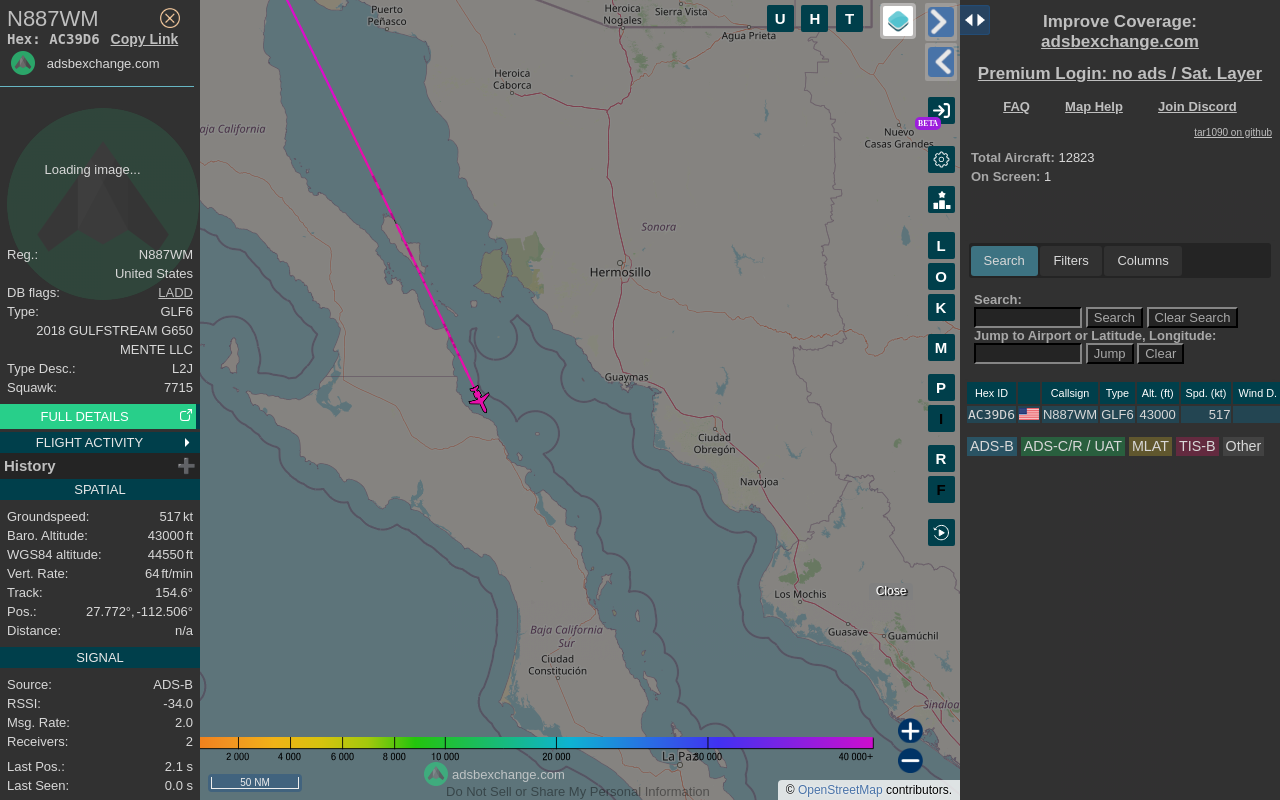 N887WM
Hex: AC39D6 Copy Link
adsbexchange.com
Loading image...
Reg.: N887WM
United States
DB flags: LADD
Type: GLF6
2018 GULFSTREAM G650
MENTE LLC
Type Desc.: L2J
Squawk: 7715
FULL DETAILS
FLIGHT ACTIVITY
History
SPATIAL
Groundspeed: 517 kt
Baro. Altitude: 43000 ft
WGS84 altitude: 44550 ft
Vert. Rate: 64 ft/min
Track: 154.6°
Pos.: 27.772°, -112.506°
Distance: n/a
SIGNAL
Source: ADS-B
RSSI: -34.0
Msg. Rate: 2.0
Receivers: 2
Last Pos.: 2.1 s
Last Seen: 0.0 s
Puerto
Peñasco
Heroica
Nogales
Sierra Vista
Agua Prieta
Heroica
Caborca
aja California
Nuevo
Casas Grandes
Sonora
Hermosillo
Guaymas
Ciudad
Obregón
Navojoa
Los Mochis
Guasave
Guamúchil
Baja California
Sur
Ciudad
Constitución
Sinaloa
La Paz
Close
U H T
BETA
L
O
K
M
P
I
R
F
2 000 4 000 6 000 8 000 10 000 20 000 30 000 40 000+
adsbexchange.com
50 NM
Do Not Sell or Share My Personal Information
© OpenStreetMap contributors.
Improve Coverage:
adsbexchange.com
Premium Login: no ads / Sat. Layer
FAQ Map Help Join Discord
tar1090 on github
Total Aircraft: 12823
On Screen: 1
Search Filters Columns
Search:
Search Clear Search
Jump to Airport or Latitude, Longitude:
Jump Clear
Hex ID Callsign Type Alt. (ft) Spd. (kt) Wind D.
AC39D6 N887WM GLF6 43000 517
ADS-B ADS-C/R / UAT MLAT TIS-B Other